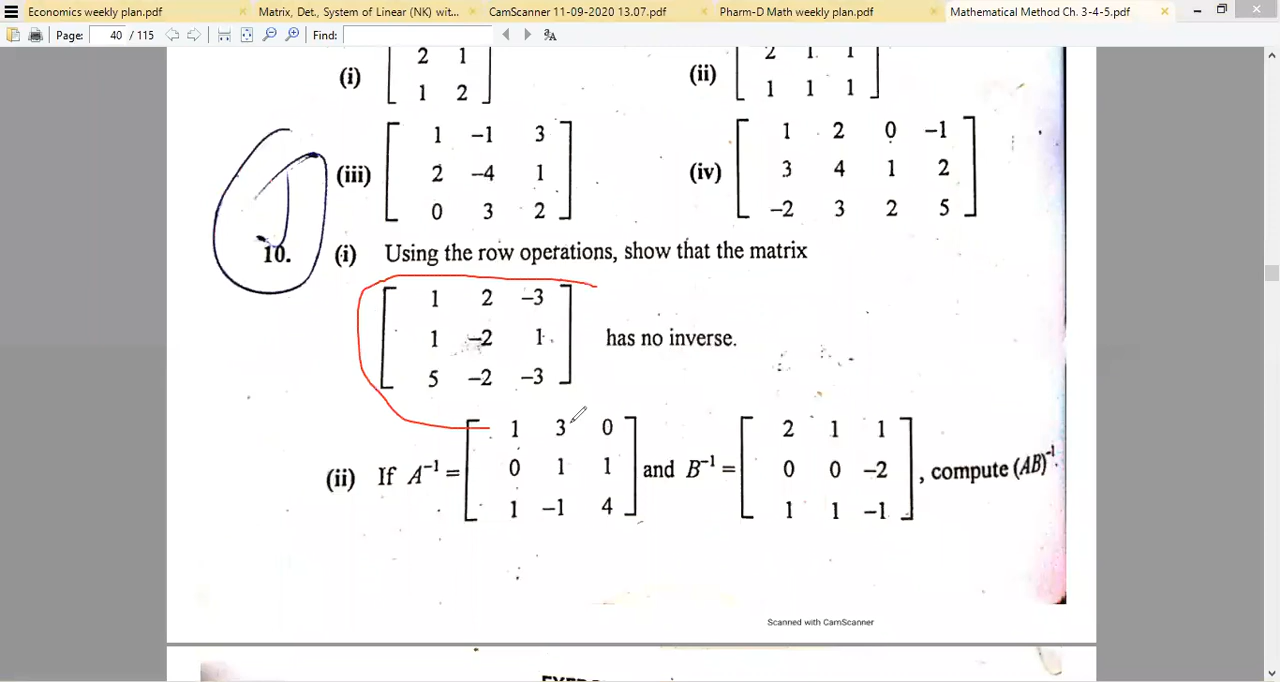 Economics weekly plan.pdf × Matrix, Det., System of Linear (NK) wit... × CamScanner 11-09-2020 13.07.pdf × Pharm-D Math weekly plan.pdf × Mathematical Method Ch. 3-4-5.pdf ×
Page: 40 / 115 Find:
(i) 2 1
1 2
(ii) 2 1 1
1 1 1
(iii) 1 -1 3
2 -4 1
0 3 2
(iv) 1 2 0 -1
3 4 1 2
-2 3 2 5
10. (i) Using the row operations, show that the matrix
1 2 -3
1 -2 1
5 -2 -3
has no inverse.
(ii) If A⁻¹ =
1 3 0
0 1 1
1 -1 4
and B⁻¹ =
2 1 1
0 0 -2
1 1 -1
, compute (AB)⁻¹.
Scanned with CamScanner